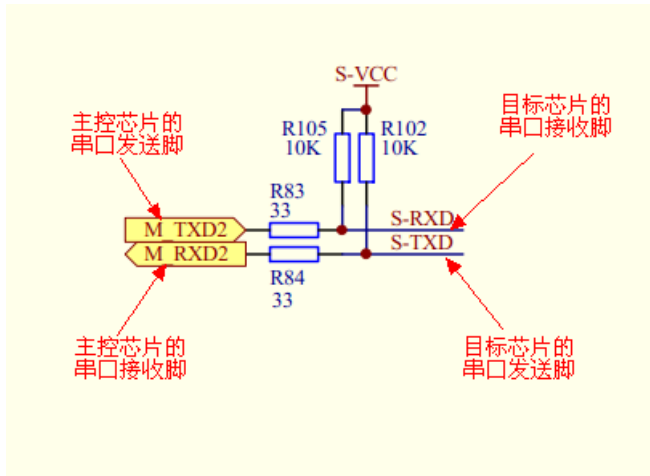 S-VCC
主控芯片的
串口发送脚
目标芯片的
串口接收脚
R105
10K
R102
10K
R83
33
M_TXD2
S-RXD
M_RXD2
S-TXD
R84
33
主控芯片的
串口接收脚
目标芯片的
串口发送脚